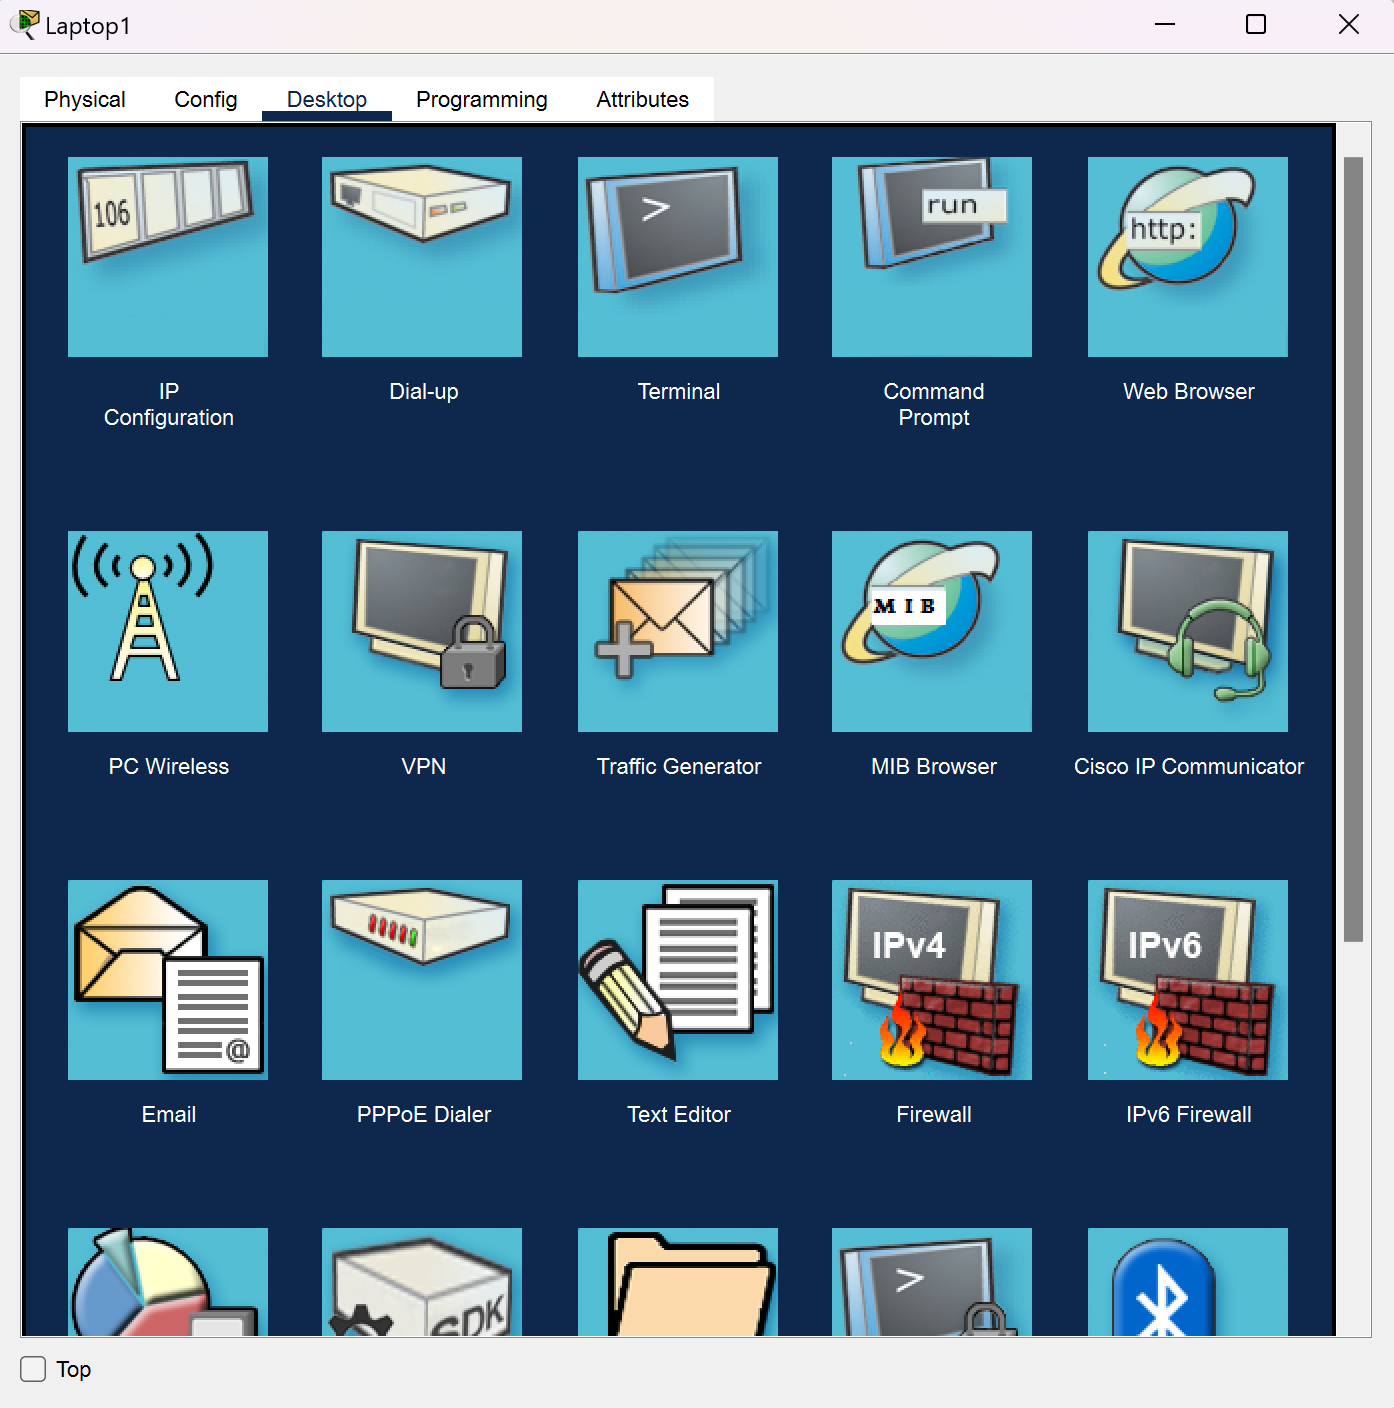 Laptop1
Physical
Config
Desktop
Programming
Attributes
106
>
run
http:
IP
Configuration
Dial-up
Terminal
Command
Prompt
Web Browser
MIB
PC Wireless
VPN
Traffic Generator
MIB Browser
Cisco IP Communicator
@
IPv4
IPv6
Email
PPPoE Dialer
Text Editor
Firewall
IPv6 Firewall
SDK
>
Top